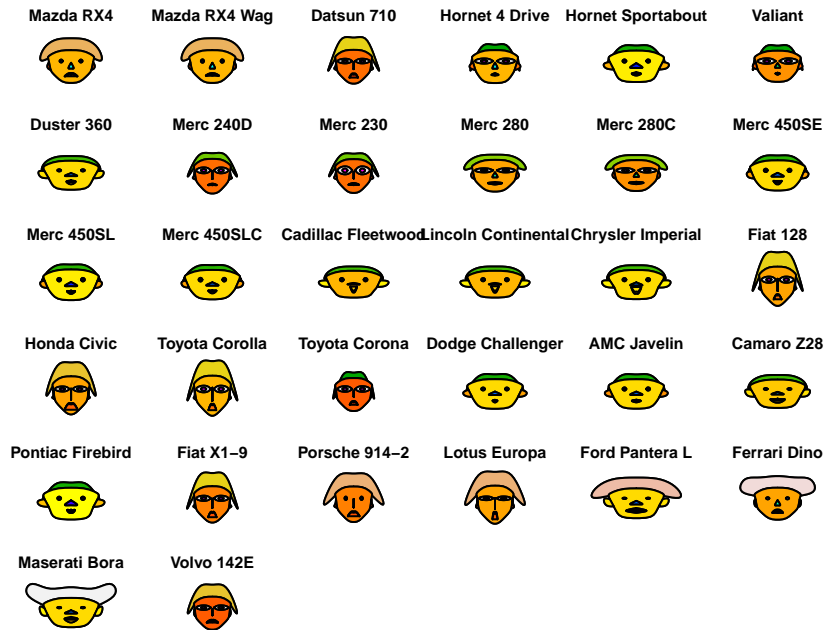 Mazda RX4 Mazda RX4 Wag Datsun 710 Hornet 4 Drive Hornet Sportabout Valiant
Duster 360 Merc 240D Merc 230 Merc 280 Merc 280C Merc 450SE
Merc 450SL Merc 450SLC Cadillac Fleetwood Lincoln Continental Chrysler Imperial Fiat 128
Honda Civic Toyota Corolla Toyota Corona Dodge Challenger AMC Javelin Camaro Z28
Pontiac Firebird Fiat X1−9 Porsche 914−2 Lotus Europa Ford Pantera L Ferrari Dino
Maserati Bora Volvo 142E